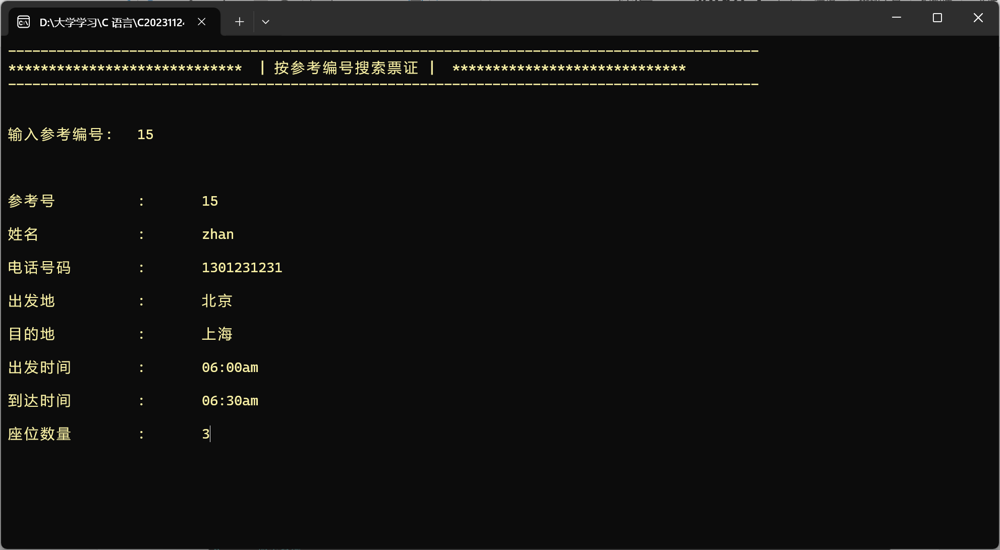 D:\大学学习\C 语言\C2023112
--------------------------------------------------------------------------------------------
***************************** | 按参考编号搜索票证 | *****************************
--------------------------------------------------------------------------------------------
输入参考编号: 15
参考号 : 15
姓名 : zhan
电话号码 : 1301231231
出发地 : 北京
目的地 : 上海
出发时间 : 06:00am
到达时间 : 06:30am
座位数量 : 3